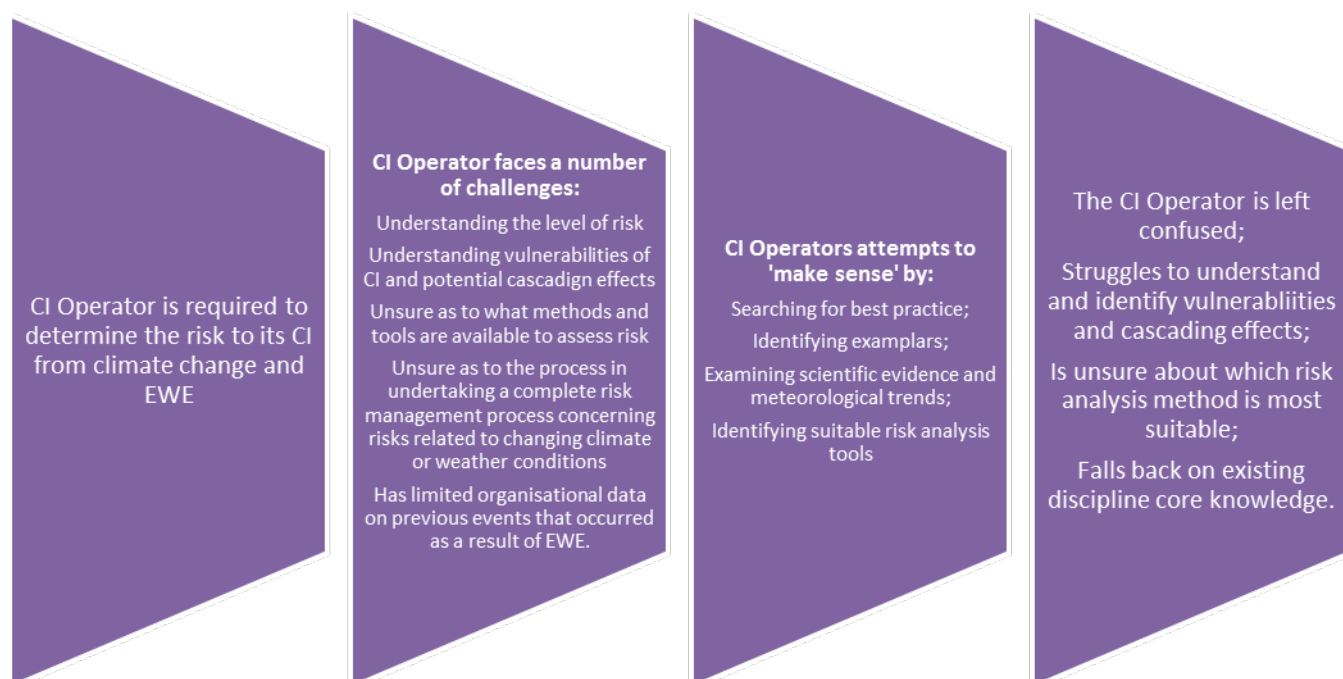 CI Operator is required to
determine the risk to its CI
from climate change and
EWE
CI Operator faces a number
of challenges:
Understanding the level of risk
Understanding vulnerabilities of
CI and potential cascadign effects
Unsure as to what methods and
tools are available to assess risk
Unsure as to the process in
undertaking a complete risk
management process concerning
risks related to changing climate
or weather conditions
Has limited organisational data
on previous events that occurred
as a result of EWE.
CI Operators attempts to
'make sense' by:
Searching for best practice;
Identifying examplars;
Examining scientific evidence and
meteorological trends;
Identifying suitable risk analysis
tools
The CI Operator is left
confused;
Struggles to understand
and identify vulnerabliities
and cascading effects;
Is unsure about which risk
analysis method is most
suitable;
Falls back on existing
discipline core knowledge.